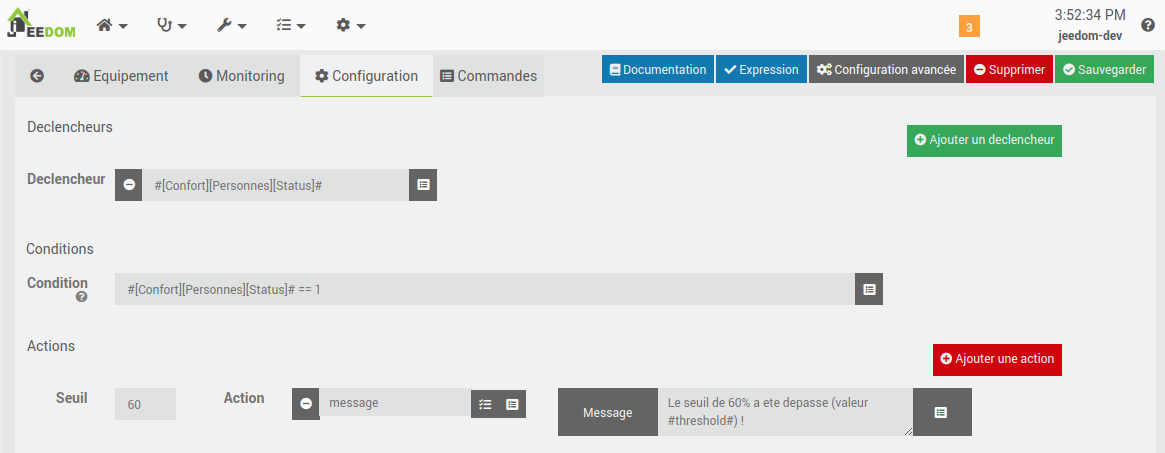 JEEDOM
3
3:52:34 PM
jeedom-dev
Equipement
Monitoring
Configuration
Commandes
Documentation
Expression
Configuration avancée
Supprimer
Sauvegarder
Declencheurs
Ajouter un declencheur
Declencheur
#[Confort][Personnes][Status]#
Conditions
Condition
#[Confort][Personnes][Status]# == 1
Actions
Ajouter une action
Seuil
60
Action
message
Message
Le seuil de 60% a ete depasse (valeur
#threshold#) !